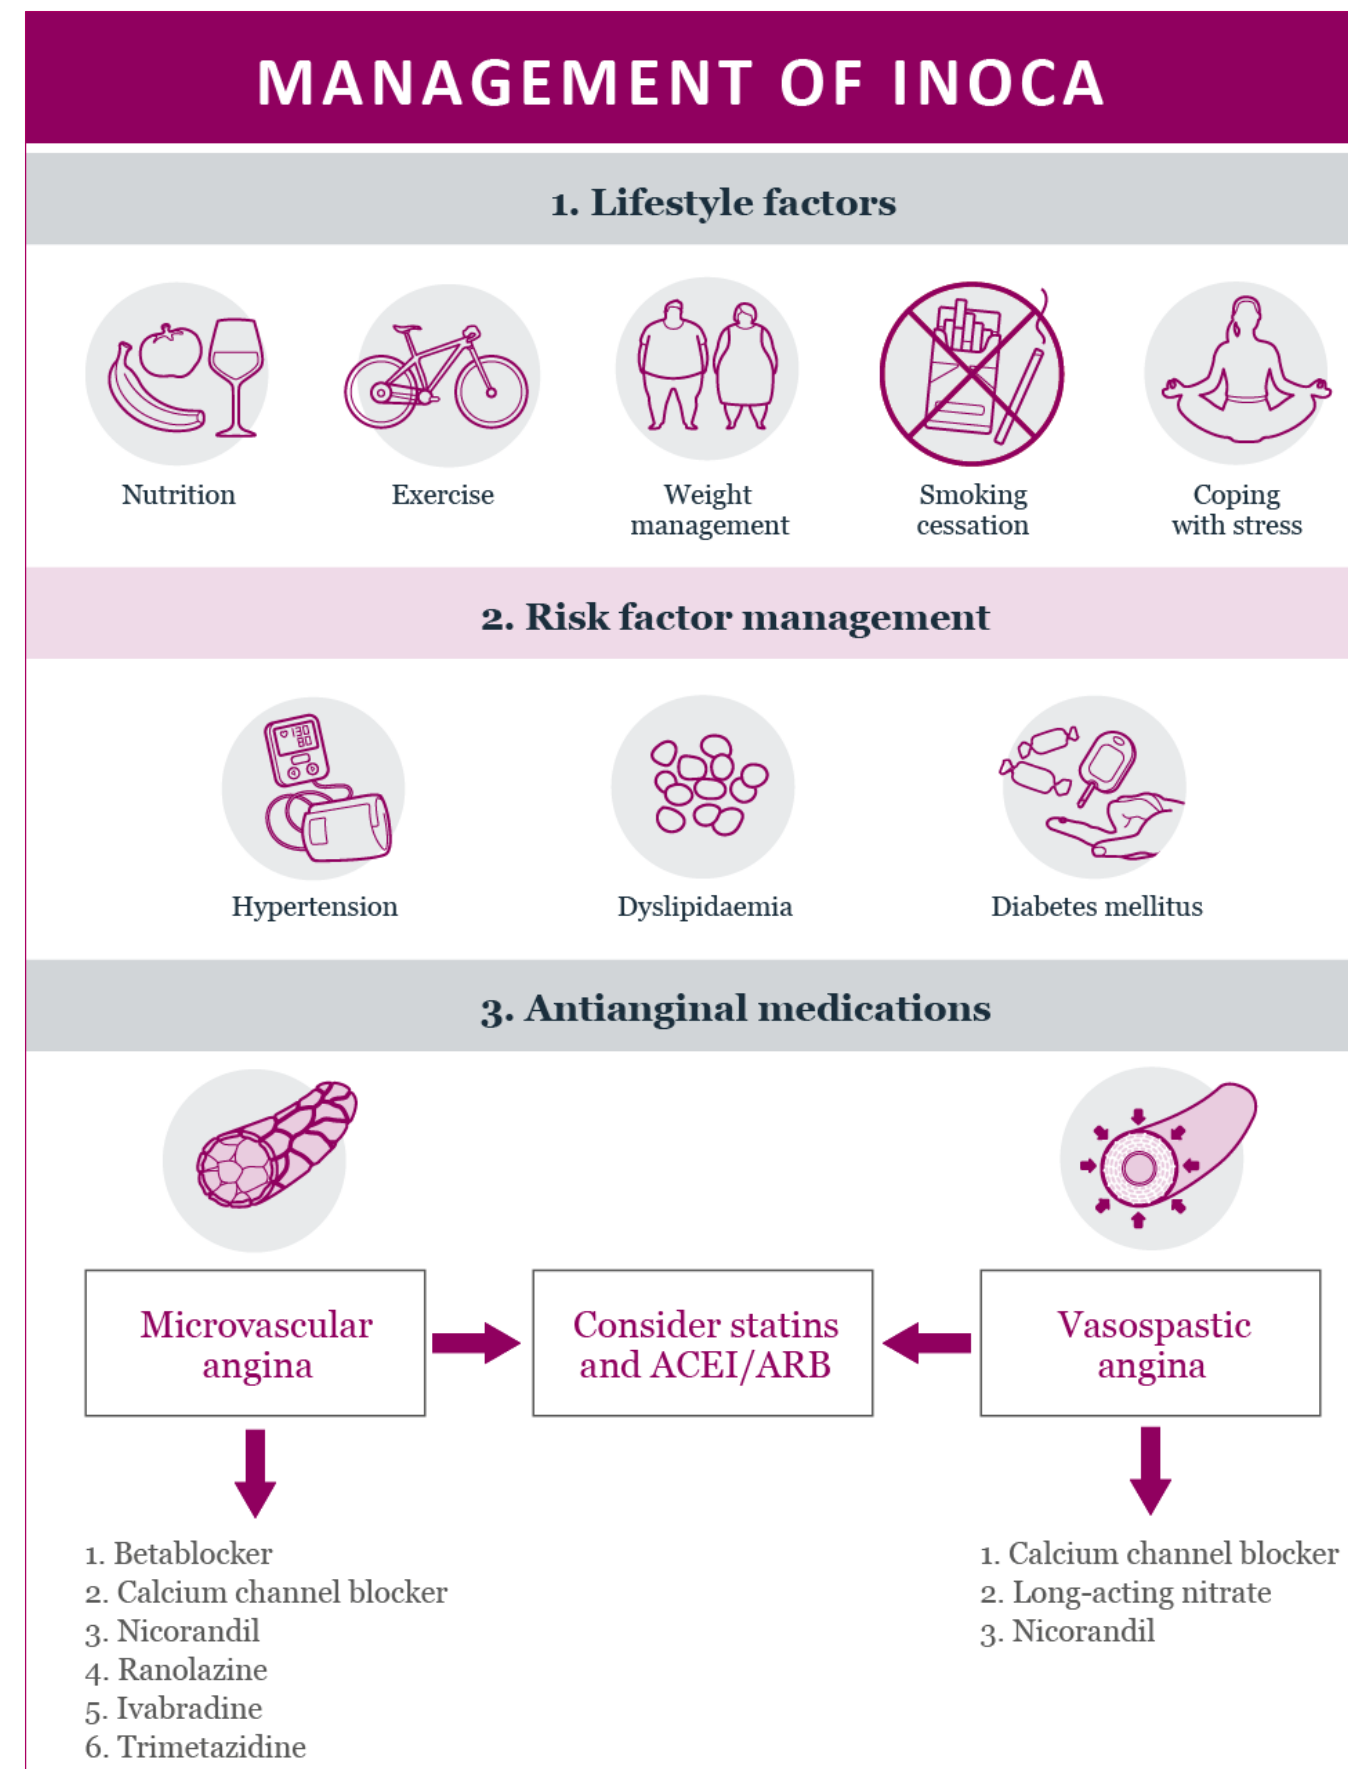 MANAGEMENT OF INOCA
1. Lifestyle factors
Nutrition
Exercise
Weight
management
Smoking
cessation
Coping
with stress
2. Risk factor management
130
80
Hypertension
Dyslipidaemia
Diabetes mellitus
3. Antianginal medications
Microvascular
angina
Consider statins
and ACEI/ARB
Vasospastic
angina
1. Betablocker
2. Calcium channel blocker
3. Nicorandil
4. Ranolazine
5. Ivabradine
6. Trimetazidine
1. Calcium channel blocker
2. Long-acting nitrate
3. Nicorandil